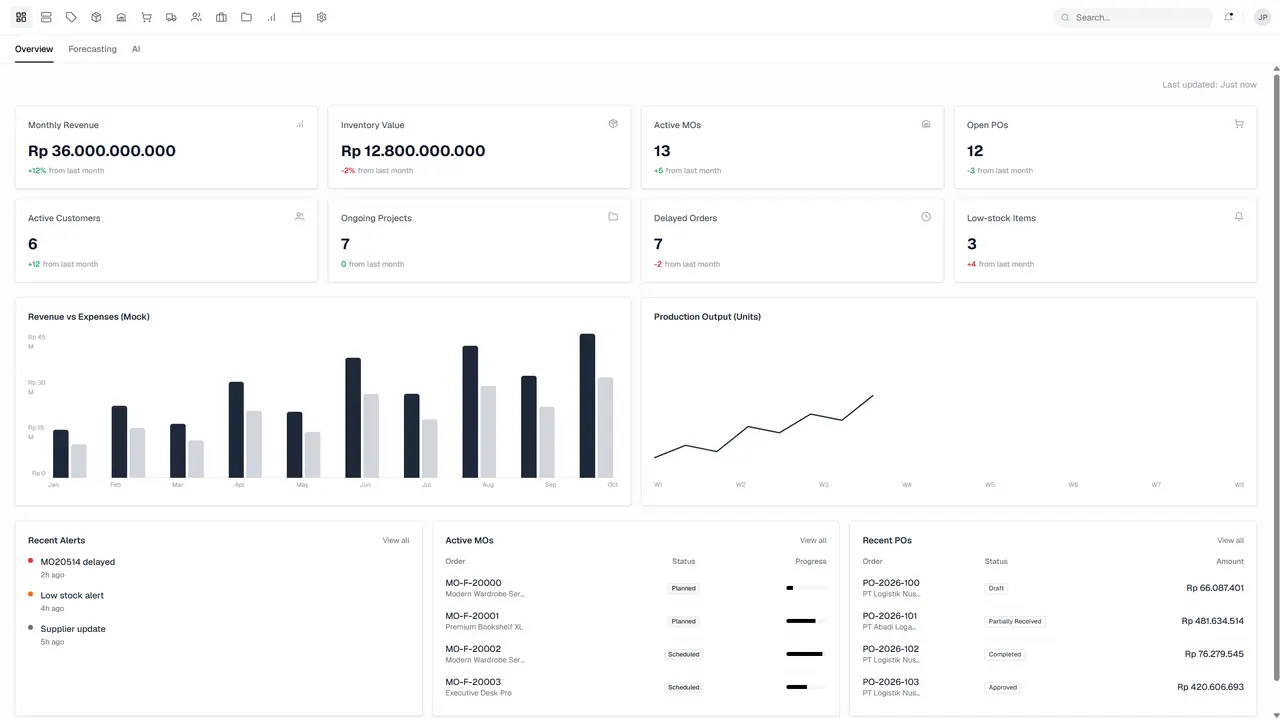 Search...
JP
Overview Forecasting AI
Last updated: Just now
Monthly Revenue
Rp 36.000.000.000
+12% from last month
Inventory Value
Rp 12.800.000.000
-2% from last month
Active MOs
13
+5 from last month
Open POs
12
-3 from last month
Active Customers
6
+12 from last month
Ongoing Projects
7
0 from last month
Delayed Orders
7
-2 from last month
Low-stock Items
3
+4 from last month
Revenue vs Expenses (Mock)
Rp 45
M
Rp 30
M
Rp 15
M
Rp 0
Jan Feb Mar Apr May Jun Jul Aug Sep Oct
Production Output (Units)
W1 W2 W3 W4 W5 W6 W7 W8
Recent Alerts View all
MO20514 delayed
2h ago
Low stock alert
4h ago
Supplier update
5h ago
Active MOs View all
Order Status Progress
MO-F-20000 Planned
Modern Wardrobe Ser...
MO-F-20001 Planned
Premium Bookshelf XL
MO-F-20002 Scheduled
Modern Wardrobe Ser...
MO-F-20003 Scheduled
Executive Desk Pro
Recent POs View all
Order Status Amount
PO-2026-100 Draft Rp 66.087.401
PT Logistik Nus...
PO-2026-101 Partially Received Rp 481.634.514
PT Abadi Loga...
PO-2026-102 Completed Rp 76.279.545
PT Logistik Nus...
PO-2026-103 Approved Rp 420.606.693
PT Logistik Nus...